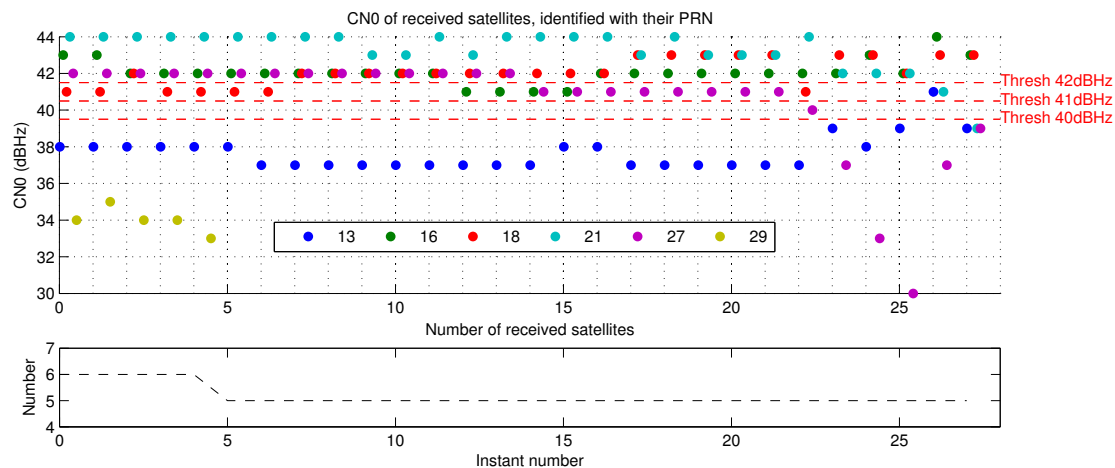 CN0 of received satellites, identified with their PRN
CN0 (dBHz)
44
42
40
38
36
34
32
30
Thresh 42dBHz
Thresh 41dBHz
Thresh 40dBHz
13 16 18 21 27 29
0 5 10 15 20 25
Number of received satellites
Number
7
6
5
4
0 5 10 15 20 25
Instant number